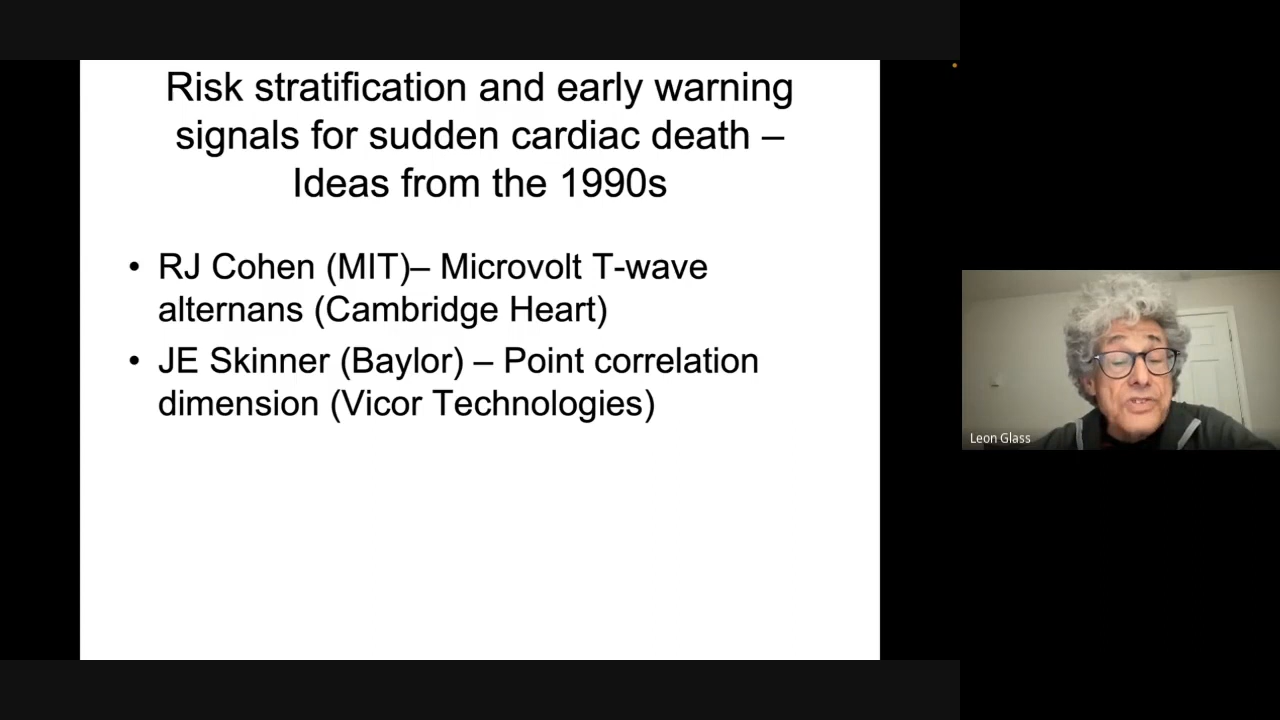 Risk stratification and early warning
signals for sudden cardiac death –
Ideas from the 1990s
• RJ Cohen (MIT)– Microvolt T-wave
alternans (Cambridge Heart)
• JE Skinner (Baylor) – Point correlation
dimension (Vicor Technologies)
Leon Glass